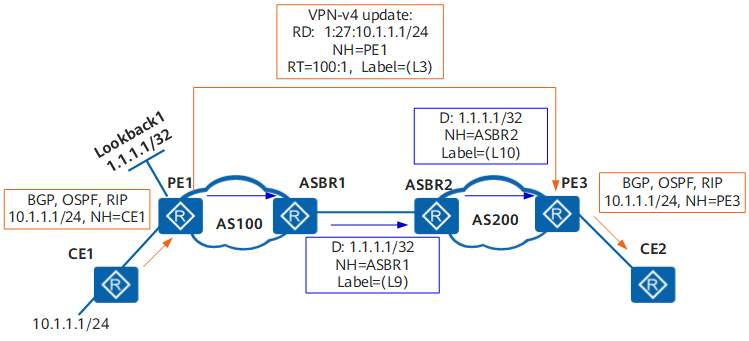 VPN-v4 update:
RD: 1:27:10.1.1.1/24
NH=PE1
RT=100:1, Label=(L3)
Lookback1
1.1.1.1/32
D: 1.1.1.1/32
NH=ASBR2
Label=(L10)
PE1
ASBR1
ASBR2
PE3
BGP, OSPF, RIP
10.1.1.1/24, NH=CE1
BGP, OSPF, RIP
10.1.1.1/24, NH=PE3
R
AS100
R
R
AS200
R
D: 1.1.1.1/32
NH=ASBR1
Label=(L9)
CE1
R
CE2
R
10.1.1.1/24